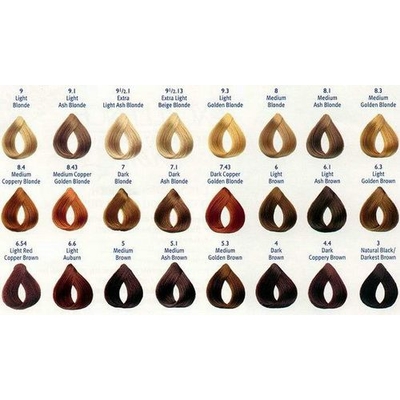 9 9.1 9½.1 9½.13 9.3 8 8.1 8.3
Light Light Extra Extra Light Light Medium Medium Medium
Blonde Ash Blonde Light Ash Blonde Beige Blonde Golden Blonde Blonde Ash Blonde Golden Blonde
8.4 8.43 7 7.1 7.43 6 6.1 6.3
Medium Medium Copper Dark Dark Dark Copper Light Light Light
Coppery Blonde Golden Blonde Blonde Ash Blonde Golden Blonde Brown Ash Brown Golden Brown
6.54 6.6 5 5.1 5.3 4 4.4 3
Light Red Light Medium Medium Medium Dark Dark Natural Black/
Copper Brown Auburn Brown Ash Brown Golden Brown Brown Coppery Brown Darkest Brown